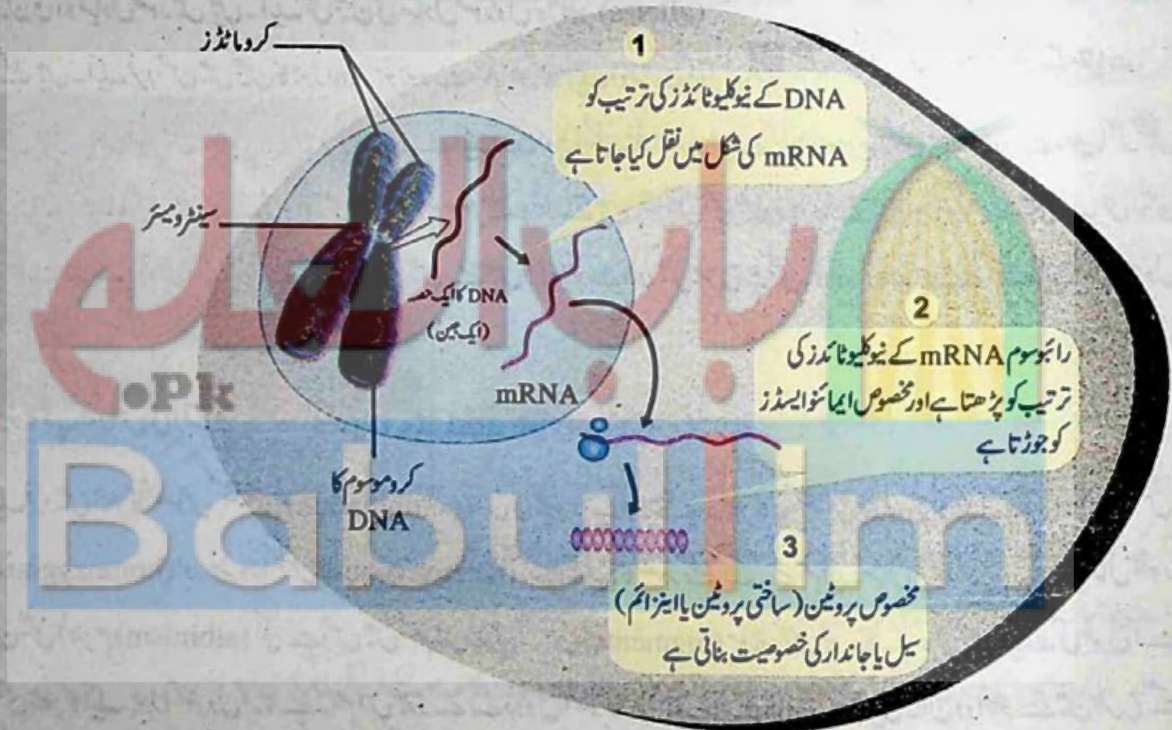 کروماٹڈز
1
DNA کے نیوکلیوٹائڈز کی ترتیب کو
mRNA کی شکل میں نقل کیا جاتا ہے
سینٹرومیئر
DNA کا ایک حصہ
(ایک جین)
mRNA
2
رائبوسوم mRNA کے نیوکلیوٹائڈز کی
ترتیب کو پڑھتا ہے اور مخصوص ایمائنو ایسڈز
کو جوڑتا ہے
کروموسوم کا
DNA
3
مخصوص پروٹین (ساختی پروٹین یا اینزائم)
سیل یا جاندار کی خصوصیت بناتی ہے
باب العلم
.Pk
BabulIlm